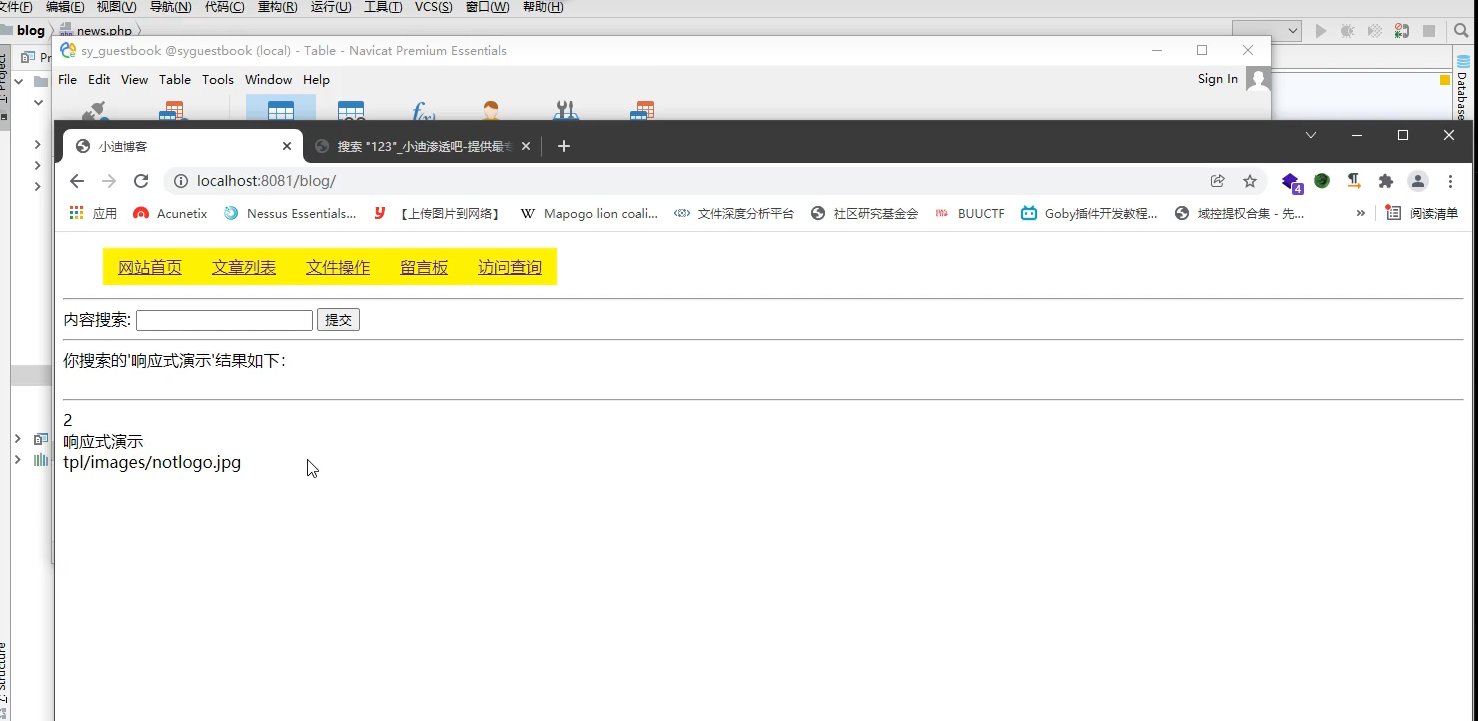 文件(F) 编辑(E) 视图(V) 导航(N) 代码(C) 重构(R) 运行(U) 工具(T) VCS(S) 窗口(W) 帮助(H)
blog news.php
sy_guestbook @syguestbook (local) - Table - Navicat Premium Essentials
1: Project
Pr
File Edit View Table Tools Window Help
Sign In
f(x)
Database
小迪博客
搜索 "123"_小迪渗透吧-提供最专
localhost:8081/blog/
4
应用 Acunetix Nessus Essentials... 【上传图片到网络】 Mapogo lion coali... 文件深度分析平台 社区研究基金会 BUUCTF Goby插件开发教程... 域控提权合集 - 先... » 阅读清单
网站首页 文章列表 文件操作 留言板 访问查询
内容搜索: 提交
你搜索的'响应式演示'结果如下：
2
响应式演示
tpl/images/notlogo.jpg
7: Structure